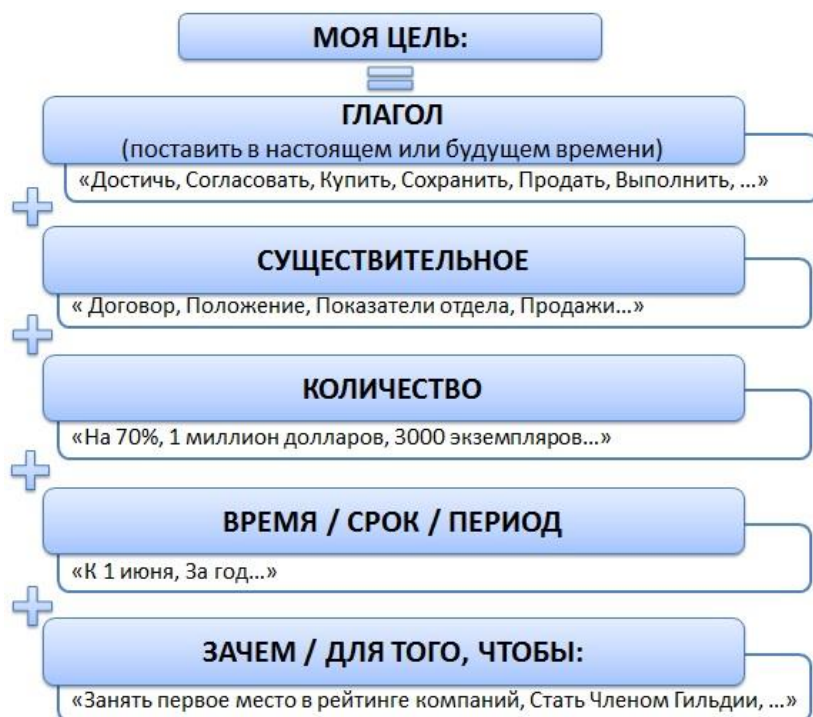 МОЯ ЦЕЛЬ:
ГЛАГОЛ
(поставить в настоящем или будущем времени)
«Достичь, Согласовать, Купить, Сохранить, Продать, Выполнить, ...»
СУЩЕСТВИТЕЛЬНОЕ
« Договор, Положение, Показатели отдела, Продажи...»
КОЛИЧЕСТВО
«На 70%, 1 миллион долларов, 3000 экземпляров...»
ВРЕМЯ / СРОК / ПЕРИОД
«К 1 июня, За год...»
ЗАЧЕМ / ДЛЯ ТОГО, ЧТОБЫ:
«Занять первое место в рейтинге компаний, Стать Членом Гильдии, ...»